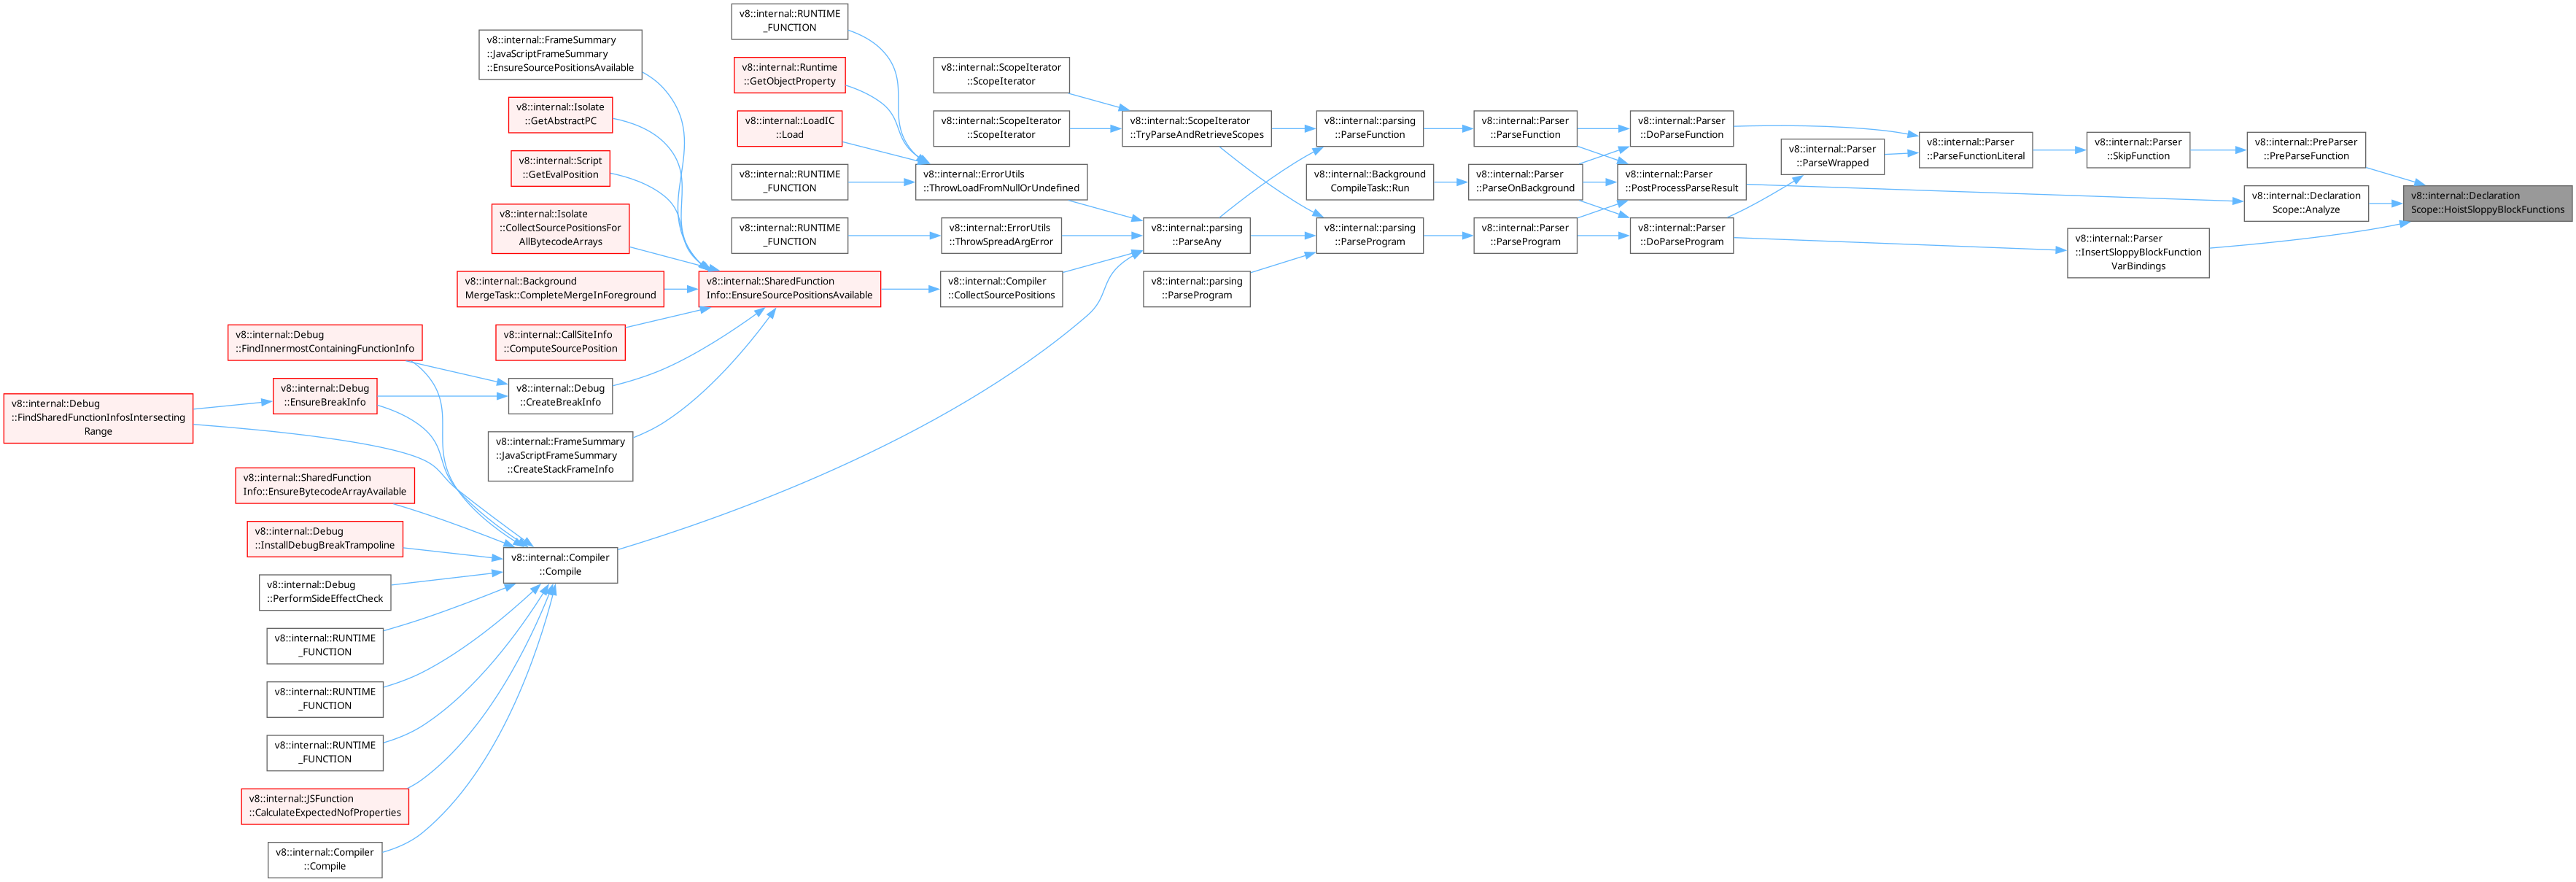 v8::internal::RUNTIME
_FUNCTION
v8::internal::FrameSummary
::JavaScriptFrameSummary
::EnsureSourcePositionsAvailable
v8::internal::Runtime
::GetObjectProperty
v8::internal::ScopeIterator
::ScopeIterator
v8::internal::Isolate
::GetAbstractPC
v8::internal::LoadIC
::Load
v8::internal::ScopeIterator
::ScopeIterator
v8::internal::ScopeIterator
::TryParseAndRetrieveScopes
v8::internal::parsing
::ParseFunction
v8::internal::Parser
::ParseFunction
v8::internal::Parser
::DoParseFunction
v8::internal::Parser
::ParseWrapped
v8::internal::Parser
::ParseFunctionLiteral
v8::internal::Parser
::SkipFunction
v8::internal::PreParser
::PreParseFunction
v8::internal::Script
::GetEvalPosition
v8::internal::RUNTIME
_FUNCTION
v8::internal::ErrorUtils
::ThrowLoadFromNullOrUndefined
v8::internal::Background
CompileTask::Run
v8::internal::Parser
::ParseOnBackground
v8::internal::Parser
::PostProcessParseResult
v8::internal::Declaration
Scope::Analyze
v8::internal::Declaration
Scope::HoistSloppyBlockFunctions
v8::internal::Isolate
::CollectSourcePositionsFor
AllBytecodeArrays
v8::internal::RUNTIME
_FUNCTION
v8::internal::ErrorUtils
::ThrowSpreadArgError
v8::internal::parsing
::ParseAny
v8::internal::parsing
::ParseProgram
v8::internal::Parser
::ParseProgram
v8::internal::Parser
::DoParseProgram
v8::internal::Parser
::InsertSloppyBlockFunction
VarBindings
v8::internal::Background
MergeTask::CompleteMergeInForeground
v8::internal::SharedFunction
Info::EnsureSourcePositionsAvailable
v8::internal::Compiler
::CollectSourcePositions
v8::internal::parsing
::ParseProgram
v8::internal::Debug
::FindInnermostContainingFunctionInfo
v8::internal::CallSiteInfo
::ComputeSourcePosition
v8::internal::Debug
::FindSharedFunctionInfosIntersecting
Range
v8::internal::Debug
::EnsureBreakInfo
v8::internal::Debug
::CreateBreakInfo
v8::internal::FrameSummary
::JavaScriptFrameSummary
::CreateStackFrameInfo
v8::internal::SharedFunction
Info::EnsureBytecodeArrayAvailable
v8::internal::Debug
::InstallDebugBreakTrampoline
v8::internal::Compiler
::Compile
v8::internal::Debug
::PerformSideEffectCheck
v8::internal::RUNTIME
_FUNCTION
v8::internal::RUNTIME
_FUNCTION
v8::internal::RUNTIME
_FUNCTION
v8::internal::JSFunction
::CalculateExpectedNofProperties
v8::internal::Compiler
::Compile